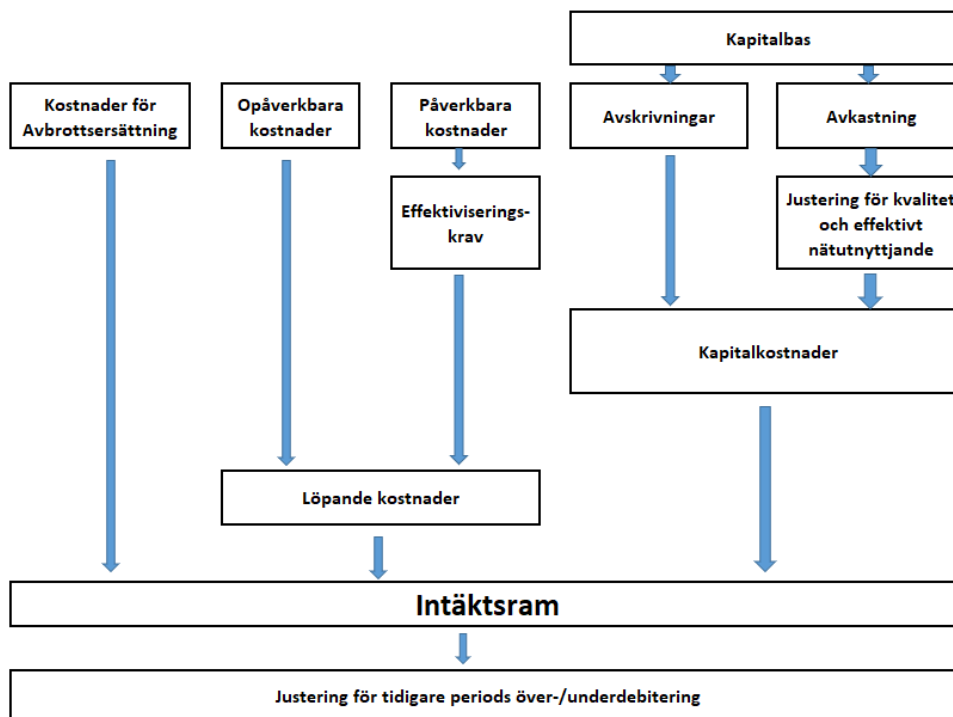 Kapitalbas
Kostnader för
Avbrottsersättning
Opåverkbara
kostnader
Påverkbara
kostnader
Avskrivningar
Avkastning
Effektiviserings-
krav
Justering för kvalitet
och effektivt
nätutnyttjande
Kapitalkostnader
Löpande kostnader
Intäktsram
Justering för tidigare periods över-/underdebitering